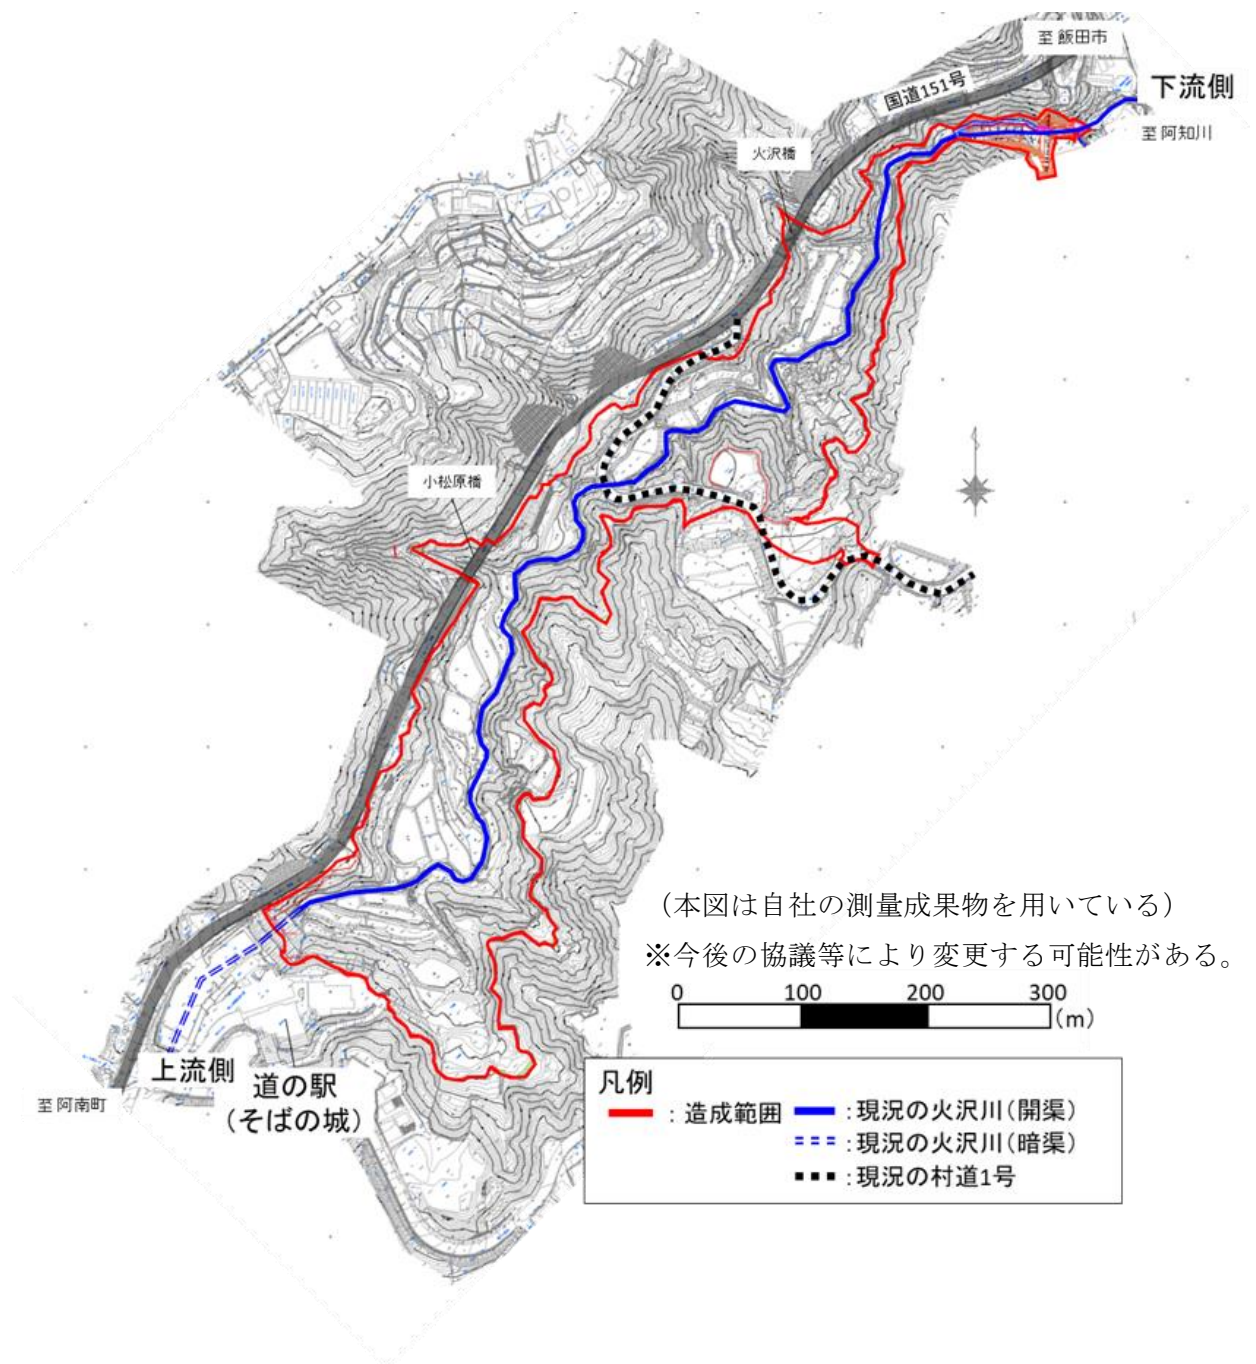 至 飯田市
国道151号
下流側
至 阿知川
火沢橋
小松原橋
（本図は自社の測量成果物を用いている）
※今後の協議等により変更する可能性がある。
0 100 200 300
(m)
上流側
道の駅
（そばの城）
至 阿南町
凡例
：造成範囲
：現況の火沢川（開渠）
：現況の火沢川（暗渠）
：現況の村道1号